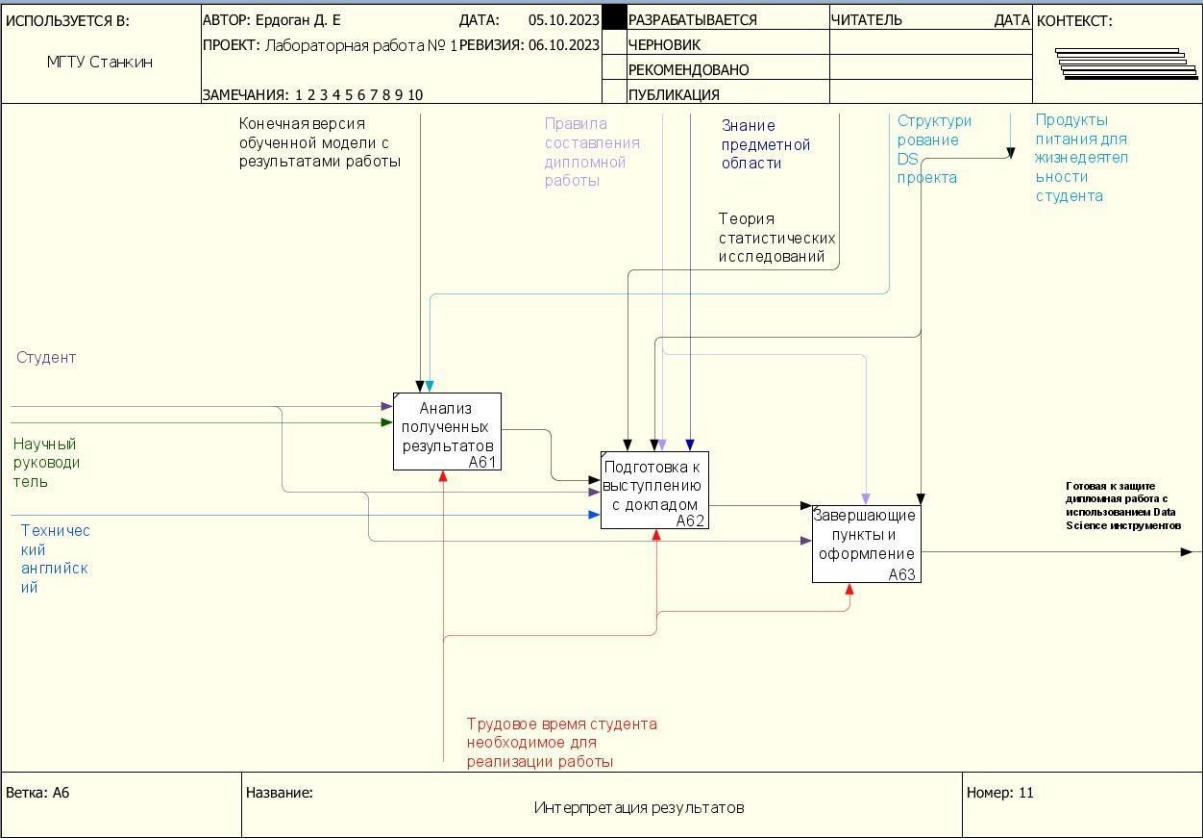 ИСПОЛЬЗУЕТСЯ В:
МГТУ Станкин
АВТОР: Ердоган Д. Е
ДАТА: 05.10.2023
ПРОЕКТ: Лабораторная работа № 1
РЕВИЗИЯ: 06.10.2023
ЗАМЕЧАНИЯ: 1 2 3 4 5 6 7 8 9 10
РАЗРАБАТЫВАЕТСЯ
ЧЕРНОВИК
РЕКОМЕНДОВАНО
ПУБЛИКАЦИЯ
ЧИТАТЕЛЬ
ДАТА
КОНТЕКСТ:
Конечная версия
обученной модели с
результатами работы
Правила
составления
дипломной
работы
Знание
предметной
области
Структури
рование
DS
проекта
Продукты
питания для
жизнедеятел
ьности
студента
Теория
статистических
исследований
Студент
Научный
руководи
тель
Техничес
кий
английск
ий
Анализ
полученных
результатов
A61
Подготовка к
выступлению
с докладом
A62
Завершающие
пункты и
оформление
A63
Готовая к защите
дипломная работа с
использованием Data
Science инструментов
Трудовое время студента
необходимое для
реализации работы
Ветка: A6
Название:
Интерпретация результатов
Номер: 11